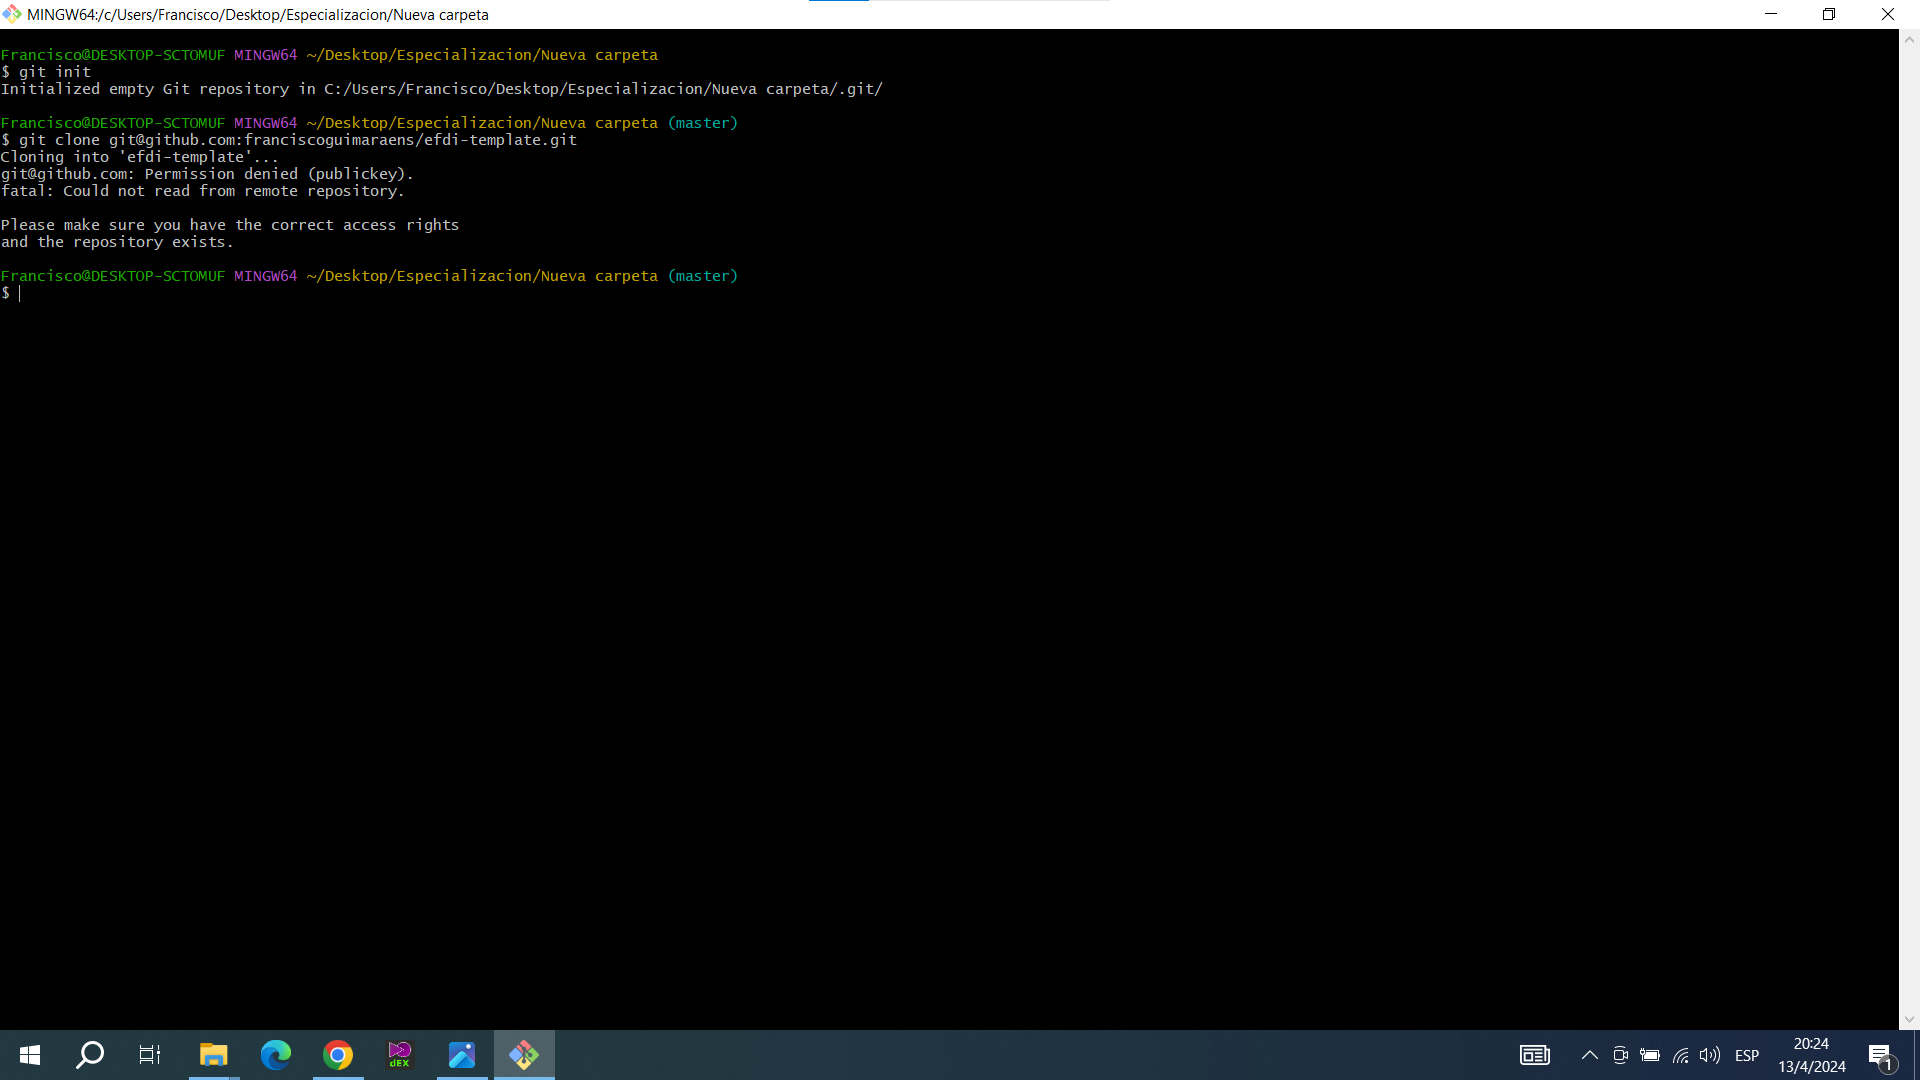 MINGW64:/c/Users/Francisco/Desktop/Especializacion/Nueva carpeta
Francisco@DESKTOP-SCTOMUF MINGW64 ~/Desktop/Especializacion/Nueva carpeta
$ git init
Initialized empty Git repository in C:/Users/Francisco/Desktop/Especializacion/Nueva carpeta/.git/
Francisco@DESKTOP-SCTOMUF MINGW64 ~/Desktop/Especializacion/Nueva carpeta (master)
$ git clone git@github.com:franciscoguimaraens/efdi-template.git
Cloning into 'efdi-template'...
git@github.com: Permission denied (publickey).
fatal: Could not read from remote repository.
Please make sure you have the correct access rights
and the repository exists.
Francisco@DESKTOP-SCTOMUF MINGW64 ~/Desktop/Especializacion/Nueva carpeta (master)
$
dEX
ESP
20:24
13/4/2024
1